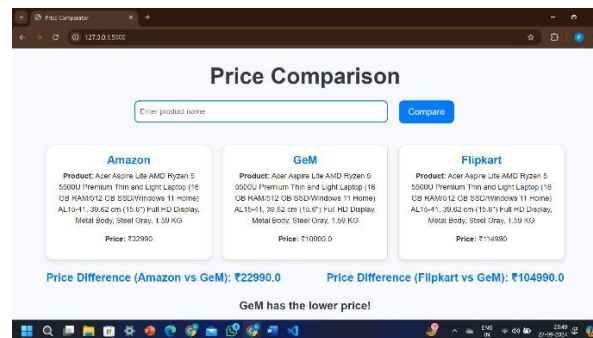 Price Comparator
127.0.0.1:5000
Price Comparison
Enter product name
Compare
Amazon
Product: Acer Aspire Lite AMD Ryzen 5
5500U Premium Thin and Light Laptop (16
GB RAM/512 GB SSD/Windows 11 Home)
AL15-41, 39.62 cm (15.6") Full HD Display,
Metal Body, Steel Gray, 1.59 KG
Price: ₹32990
GeM
Product: Acer Aspire Lite AMD Ryzen 5
5500U Premium Thin and Light Laptop (16
GB RAM/512 GB SSD/Windows 11 Home)
AL15-41, 39.62 cm (15.6") Full HD Display,
Metal Body, Steel Gray, 1.59 KG
Price: ₹10000.0
Flipkart
Product: Acer Aspire Lite AMD Ryzen 5
5500U Premium Thin and Light Laptop (16
GB RAM/512 GB SSD/Windows 11 Home)
AL15-41, 39.62 cm (15.6") Full HD Display,
Metal Body, Steel Gray, 1.59 KG
Price: ₹114990
Price Difference (Amazon vs GeM): ₹22990.0
Price Difference (Flipkart vs GeM): ₹104990.0
GeM has the lower price!
ENG
IN
23:49
27-09-2024